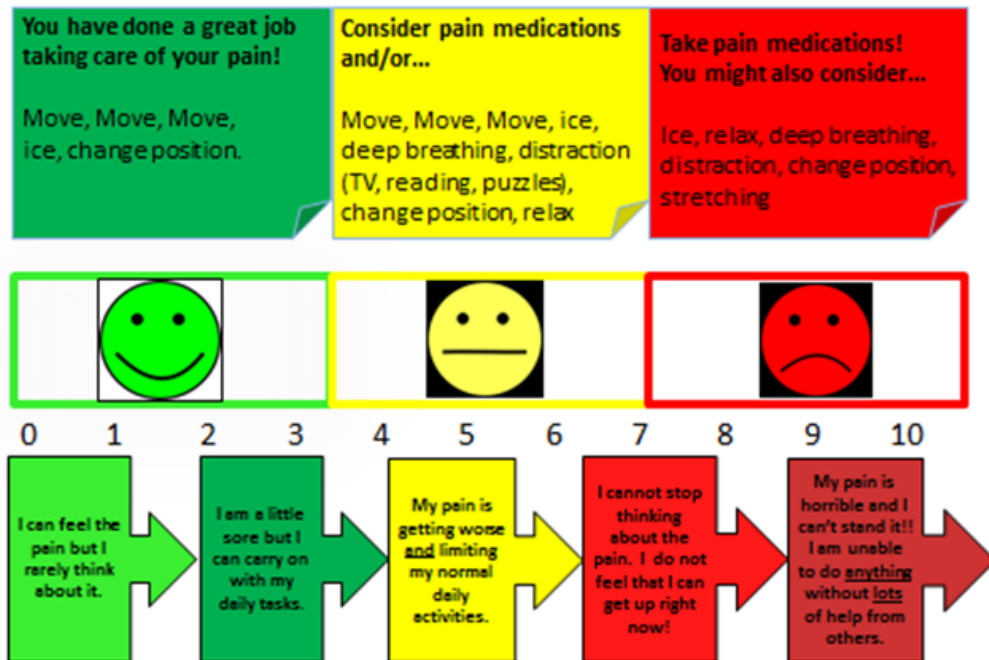 You have done a great job
taking care of your pain!
Move, Move, Move,
ice, change position.
Consider pain medications
and/or...
Move, Move, Move, ice,
deep breathing, distraction
(TV, reading, puzzles),
change position, relax
Take pain medications!
You might also consider...
Ice, relax, deep breathing,
distraction, change position,
stretching
0 1 2 3 4 5 6 7 8 9 10
I can feel the
pain but I
rarely think
about it.
I am a little
sore but I
can carry on
with my
daily tasks.
My pain is
getting worse
and limiting
my normal
daily
activities.
I cannot stop
thinking
about the
pain. I do not
feel that I can
get up right
now!
My pain is
horrible and I
can't stand it!!
I am unable
to do anything
without lots
of help from
others.